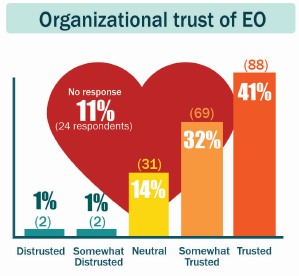 Organizational trust of EO
No response
11%
(24 respondents)
1%
(2)
1%
(2)
(31)
14%
(69)
32%
(88)
41%
Distrusted
Somewhat
Distrusted
Neutral
Somewhat
Trusted
Trusted